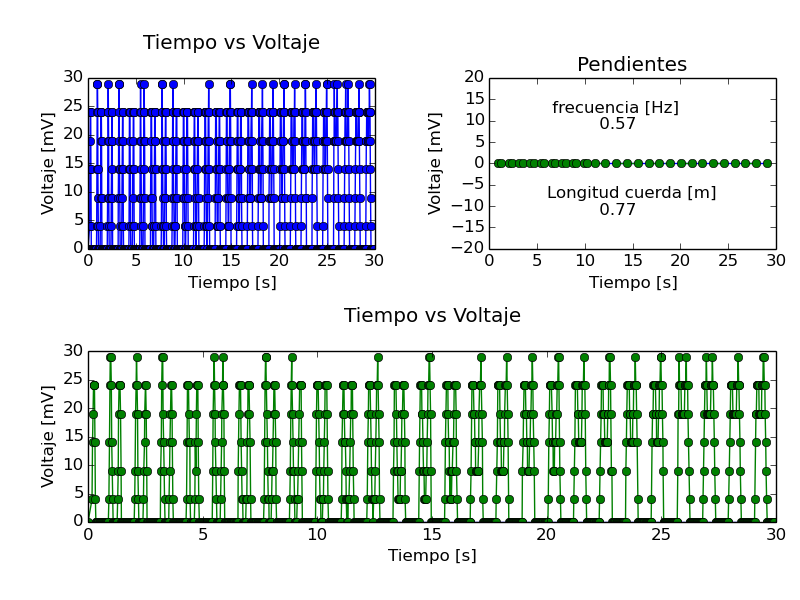 Tiempo vs Voltaje
30
25
20
15
10
5
0
Voltaje [mV]
0 5 10 15 20 25 30
Tiempo [s]
Pendientes
20
15
10
5
0
−5
−10
−15
−20
Voltaje [mV]
frecuencia [Hz]
0.57
Longitud cuerda [m]
0.77
0 5 10 15 20 25 30
Tiempo [s]
Tiempo vs Voltaje
30
25
20
15
10
5
0
Voltaje [mV]
0 5 10 15 20 25 30
Tiempo [s]